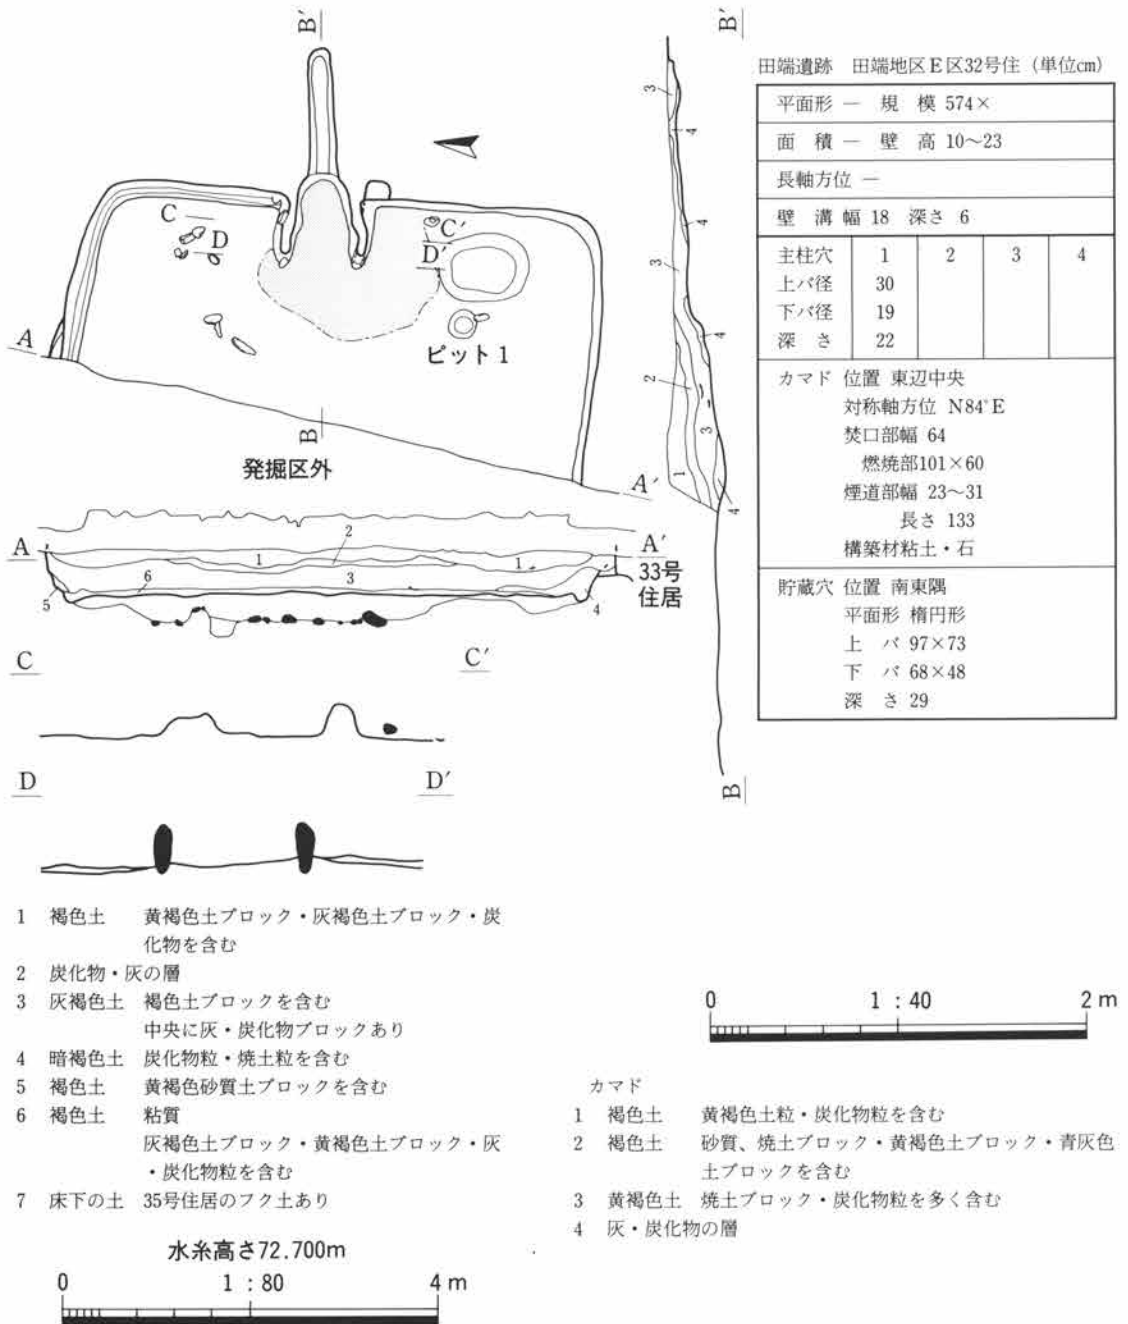 B′
B′
田端遺跡　田端地区E区32号住（単位cm）
平面形 ― 規　模 574×
面　積 ― 壁　高 10～23
長軸方位 ―
壁　溝 幅 18　深さ 6
主柱穴 1 2 3 4
上バ径 30
下バ径 19
深　さ 22
カマド 位置 東辺中央
対称軸方位 N84°E
焚口部幅 64
燃焼部101×60
煙道部幅 23～31
長さ 133
構築材粘土・石
貯蔵穴 位置 南東隅
平面形 楕円形
上　バ 97×73
下　バ 68×48
深　さ 29
C
D
C′
D′
ピット1
A
B
発掘区外
A′
3
4
4
3
4
2
3
1
4
B
A
A′
33号
住居
1
2
1
3
6
5
4
C
C′
D
D′
1　褐色土　黄褐色土ブロック・灰褐色土ブロック・炭
化物を含む
2　炭化物・灰の層
3　灰褐色土　褐色土ブロックを含む
中央に灰・炭化物ブロックあり
4　暗褐色土　炭化物粒・焼土粒を含む
5　褐色土　黄褐色砂質土ブロックを含む
6　褐色土　粘質
灰褐色土ブロック・黄褐色土ブロック・灰
・炭化物粒を含む
7　床下の土　35号住居のフク土あり
水糸高さ72.700m
0 1：80 4 m
0 1：40 2 m
カマド
1　褐色土　黄褐色土粒・炭化物粒を含む
2　褐色土　砂質、焼土ブロック・黄褐色土ブロック・青灰色
土ブロックを含む
3　黄褐色土　焼土ブロック・炭化物粒を多く含む
4　灰・炭化物の層